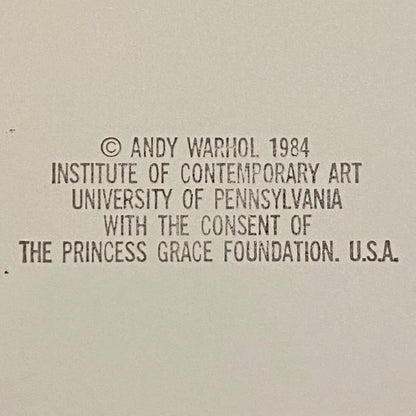 © ANDY WARHOL 1984
INSTITUTE OF CONTEMPORARY ART
UNIVERSITY OF PENNSYLVANIA
WITH THE CONSENT OF
THE PRINCESS GRACE FOUNDATION. U.S.A.